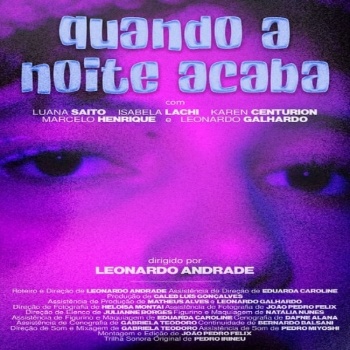 quando a
noite acaba
com
LUANA SAITO ISABELA LACHI KAREN CENTURION
MARCELO HENRIQUE e LEONARDO GALHARDO
dirigido por
LEONARDO ANDRADE
Roteiro e Direção de LEONARDO ANDRADE Assistência de Direção de EDUARDA CAROLINE
Produção de CALEB LUIS GONÇALVES
Assistência de Produção de MATHEUS ALVES e LEONARDO GALHARDO
Direção de Fotografia de HELOÍSA MONTAI Assistência de Fotografia de JOÃO PEDRO FELIX
Direção de Elenco de JULIANNE BORGES Figurino e Maquiagem de NATALIA NUNES
Assistência de Figurino e Maquiagem de EDUARDA CAROLINE Cenografia de DAFNE ALANA
Assistência de Cenografia de GABRIELA TEODORO Continuidade de BERNARDO BALSANI
Direção de Som e Mixagem de GABRIELA TEODORO Assistência de Som de PEDRO MIYOSHI
Montagem e Edição de JOÃO PEDRO FELIX
Trilha Sonora Original de PEDRO IRINEU